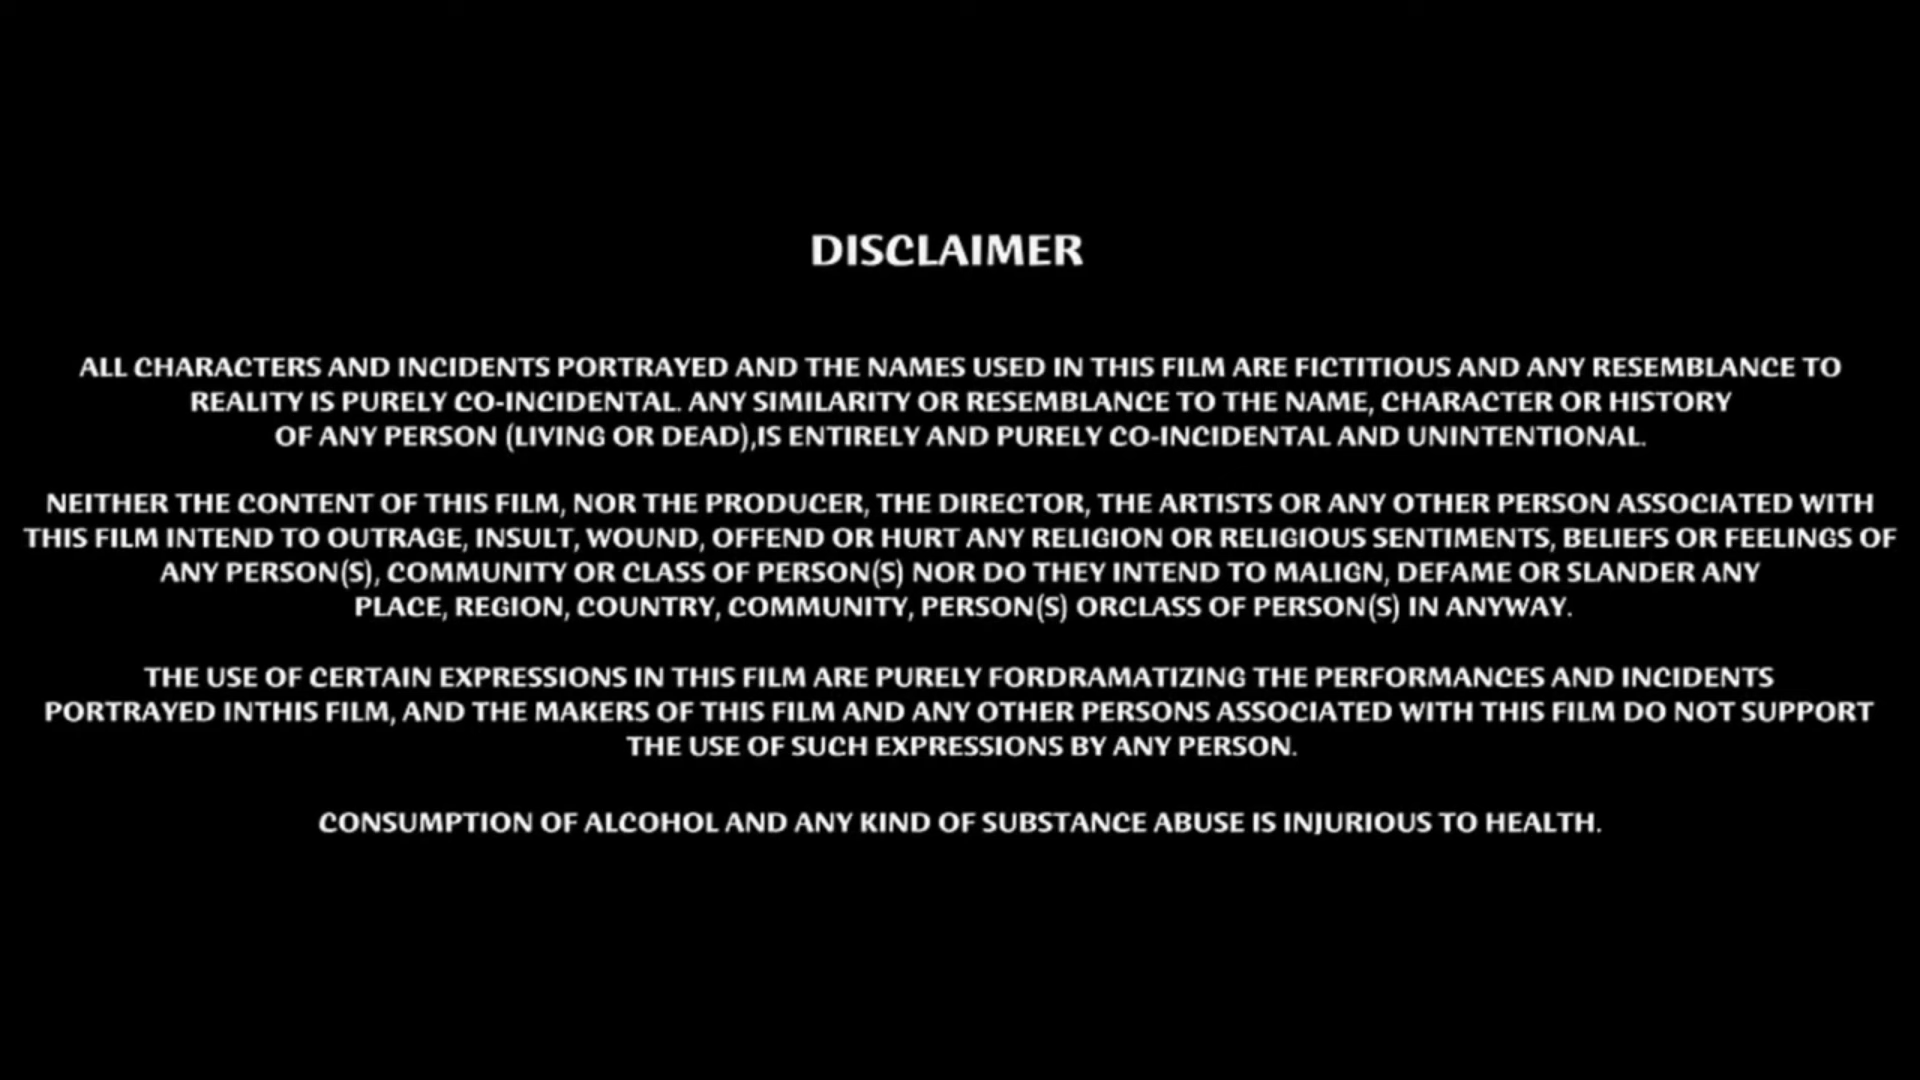 DISCLAIMER
ALL CHARACTERS AND INCIDENTS PORTRAYED AND THE NAMES USED IN THIS FILM ARE FICTITIOUS AND ANY RESEMBLANCE TO
REALITY IS PURELY CO-INCIDENTAL. ANY SIMILARITY OR RESEMBLANCE TO THE NAME, CHARACTER OR HISTORY
OF ANY PERSON (LIVING OR DEAD),IS ENTIRELY AND PURELY CO-INCIDENTAL AND UNINTENTIONAL.
NEITHER THE CONTENT OF THIS FILM, NOR THE PRODUCER, THE DIRECTOR, THE ARTISTS OR ANY OTHER PERSON ASSOCIATED WITH
THIS FILM INTEND TO OUTRAGE, INSULT, WOUND, OFFEND OR HURT ANY RELIGION OR RELIGIOUS SENTIMENTS, BELIEFS OR FEELINGS OF
ANY PERSON(S), COMMUNITY OR CLASS OF PERSON(S) NOR DO THEY INTEND TO MALIGN, DEFAME OR SLANDER ANY
PLACE, REGION, COUNTRY, COMMUNITY, PERSON(S) ORCLASS OF PERSON(S) IN ANYWAY.
THE USE OF CERTAIN EXPRESSIONS IN THIS FILM ARE PURELY FORDRAMATIZING THE PERFORMANCES AND INCIDENTS
PORTRAYED INTHIS FILM, AND THE MAKERS OF THIS FILM AND ANY OTHER PERSONS ASSOCIATED WITH THIS FILM DO NOT SUPPORT
THE USE OF SUCH EXPRESSIONS BY ANY PERSON.
CONSUMPTION OF ALCOHOL AND ANY KIND OF SUBSTANCE ABUSE IS INJURIOUS TO HEALTH.